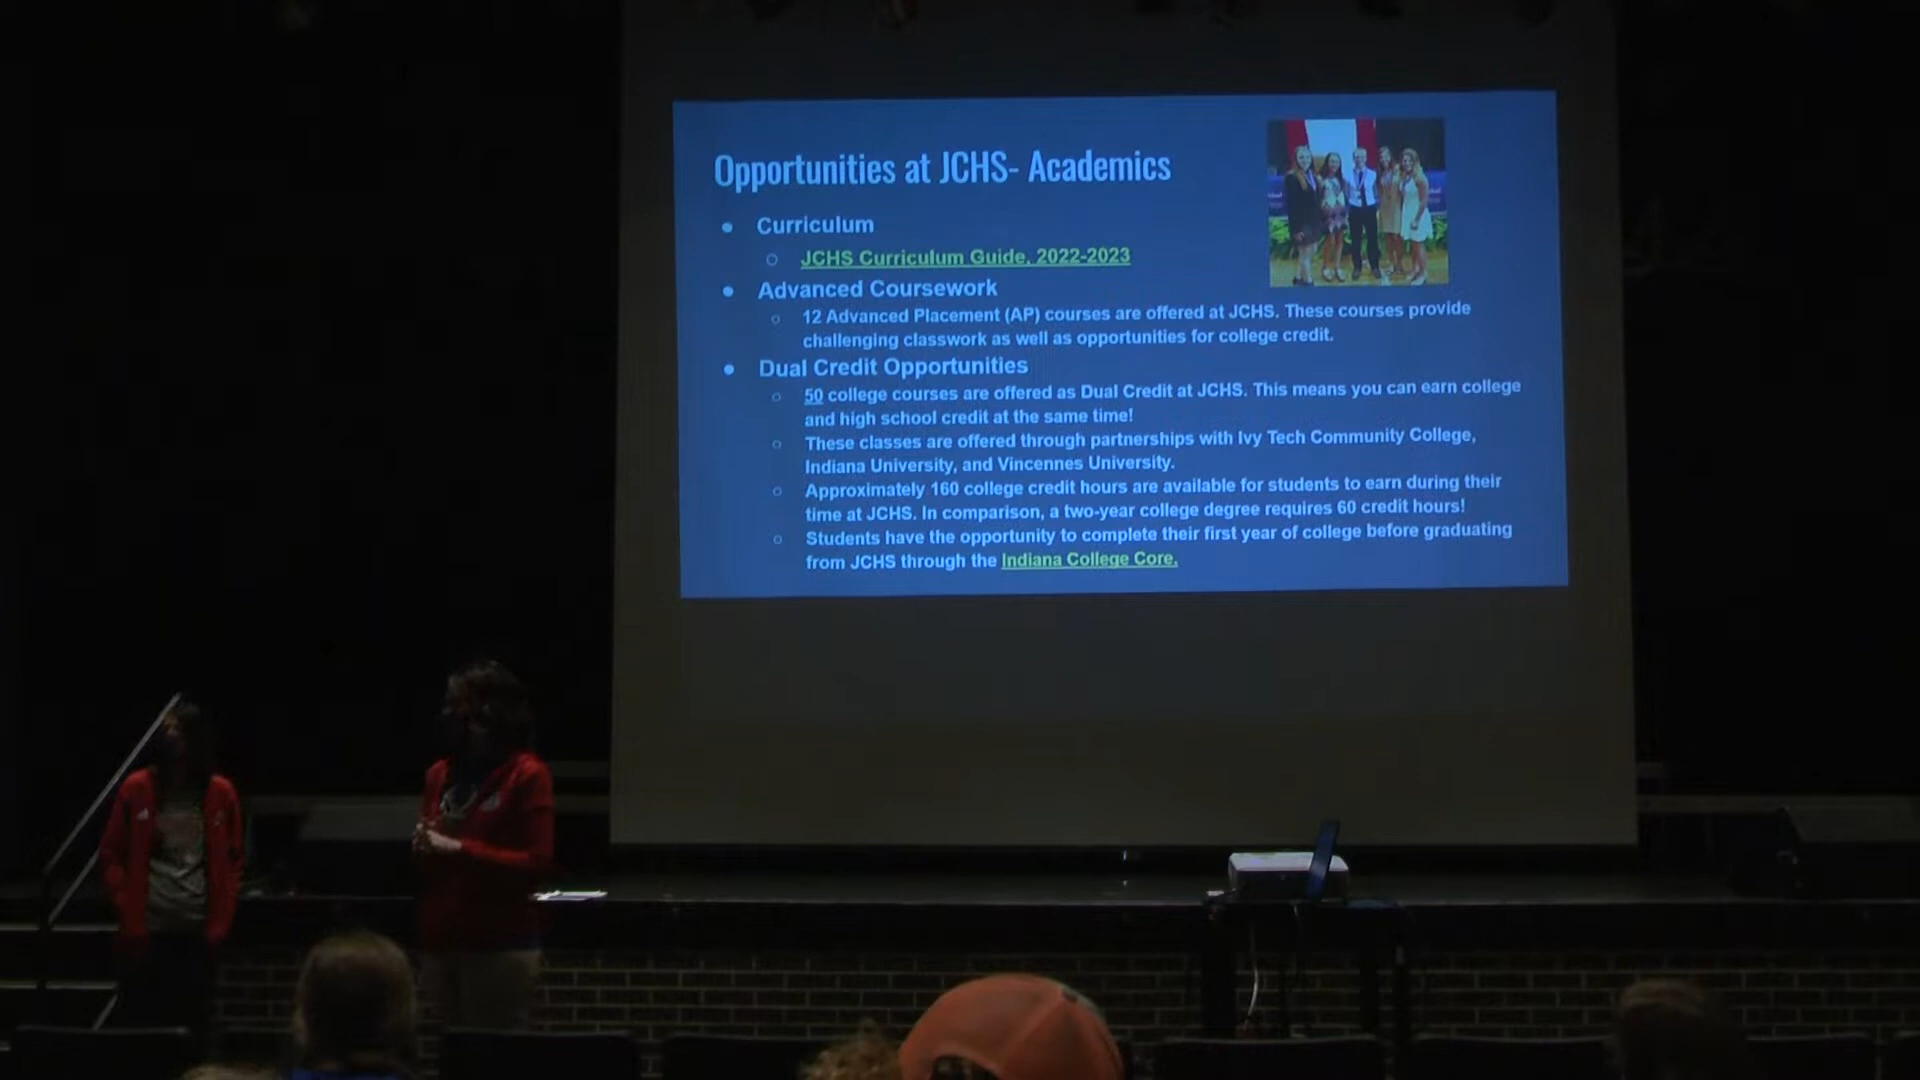 Opportunities at JCHS- Academics
● Curriculum
○ JCHS Curriculum Guide, 2022-2023
● Advanced Coursework
○ 12 Advanced Placement (AP) courses are offered at JCHS. These courses provide
challenging classwork as well as opportunities for college credit.
● Dual Credit Opportunities
○ 50 college courses are offered as Dual Credit at JCHS. This means you can earn college
and high school credit at the same time!
○ These classes are offered through partnerships with Ivy Tech Community College,
Indiana University, and Vincennes University.
○ Approximately 160 college credit hours are available for students to earn during their
time at JCHS. In comparison, a two-year college degree requires 60 credit hours!
○ Students have the opportunity to complete their first year of college before graduating
from JCHS through the Indiana College Core.